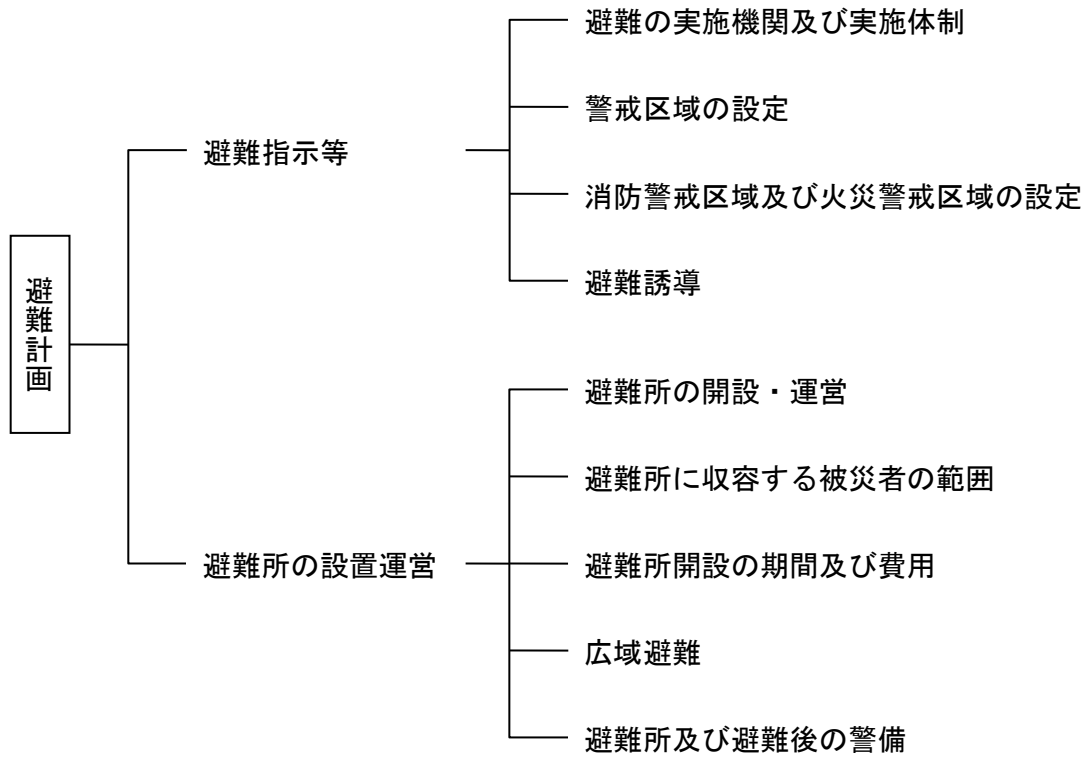 避難計画
避難指示等
避難の実施機関及び実施体制
警戒区域の設定
消防警戒区域及び火災警戒区域の設定
避難誘導
避難所の設置運営
避難所の開設・運営
避難所に収容する被災者の範囲
避難所開設の期間及び費用
広域避難
避難所及び避難後の警備